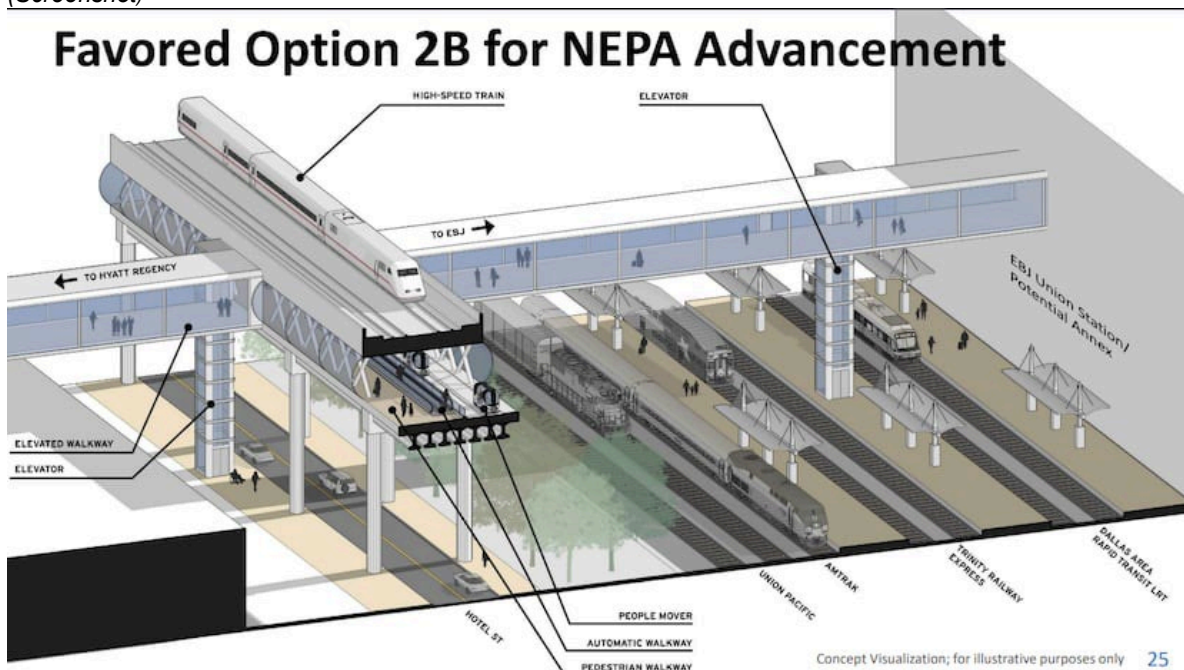 (Screenshot)
Favored Option 2B for NEPA Advancement
HIGH-SPEED TRAIN
ELEVATOR
TO EBJ
TO HYATT REGENCY
EBJ Union Station/
Potential Annex
ELEVATED WALKWAY
ELEVATOR
DALLAS AREA
RAPID TRANSIT LRT
TRINITY RAILWAY
EXPRESS
AMTRAK
UNION PACIFIC
HOTEL ST
PEOPLE MOVER
AUTOMATIC WALKWAY
PEDESTRIAN WALKWAY
Concept Visualization; for illustrative purposes only 25